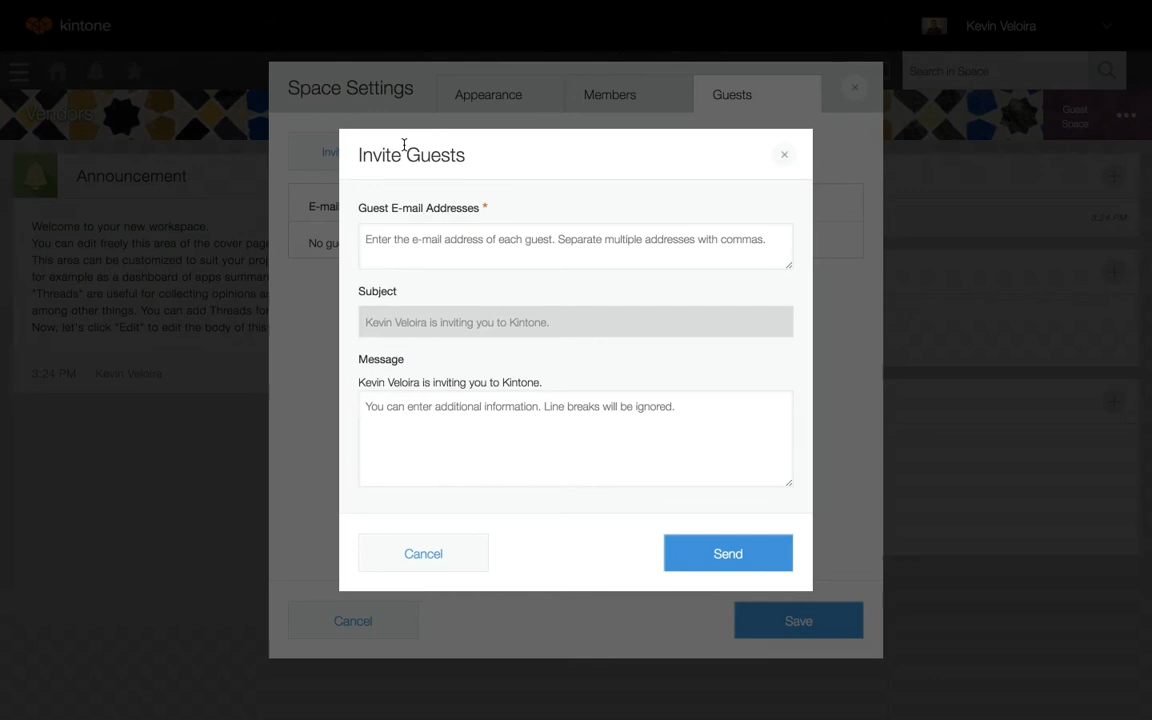 kintone
Kevin Veloira
Search in Space
Vendors
Guest
Space
Space Settings
Appearance
Members
Guests
Announcement
Welcome to your new workspace.
You can edit freely this area of the cover page
This area can be customized to suit your
for example as a dashboard of apps
"Threads" are useful for collecting opinions
among other things. You can add Threads
Now, let's click "Edit" to edit the body of this
3:24 PM
Kevin Veloira
3:24 PM
Invite Guests
Guest E-mail Addresses *
Enter the e-mail address of each guest. Separate multiple addresses with commas.
Subject
Kevin Veloira is inviting you to Kintone.
Message
Kevin Veloira is inviting you to Kintone.
You can enter additional information. Line breaks will be ignored.
Cancel
Send
Cancel
Save